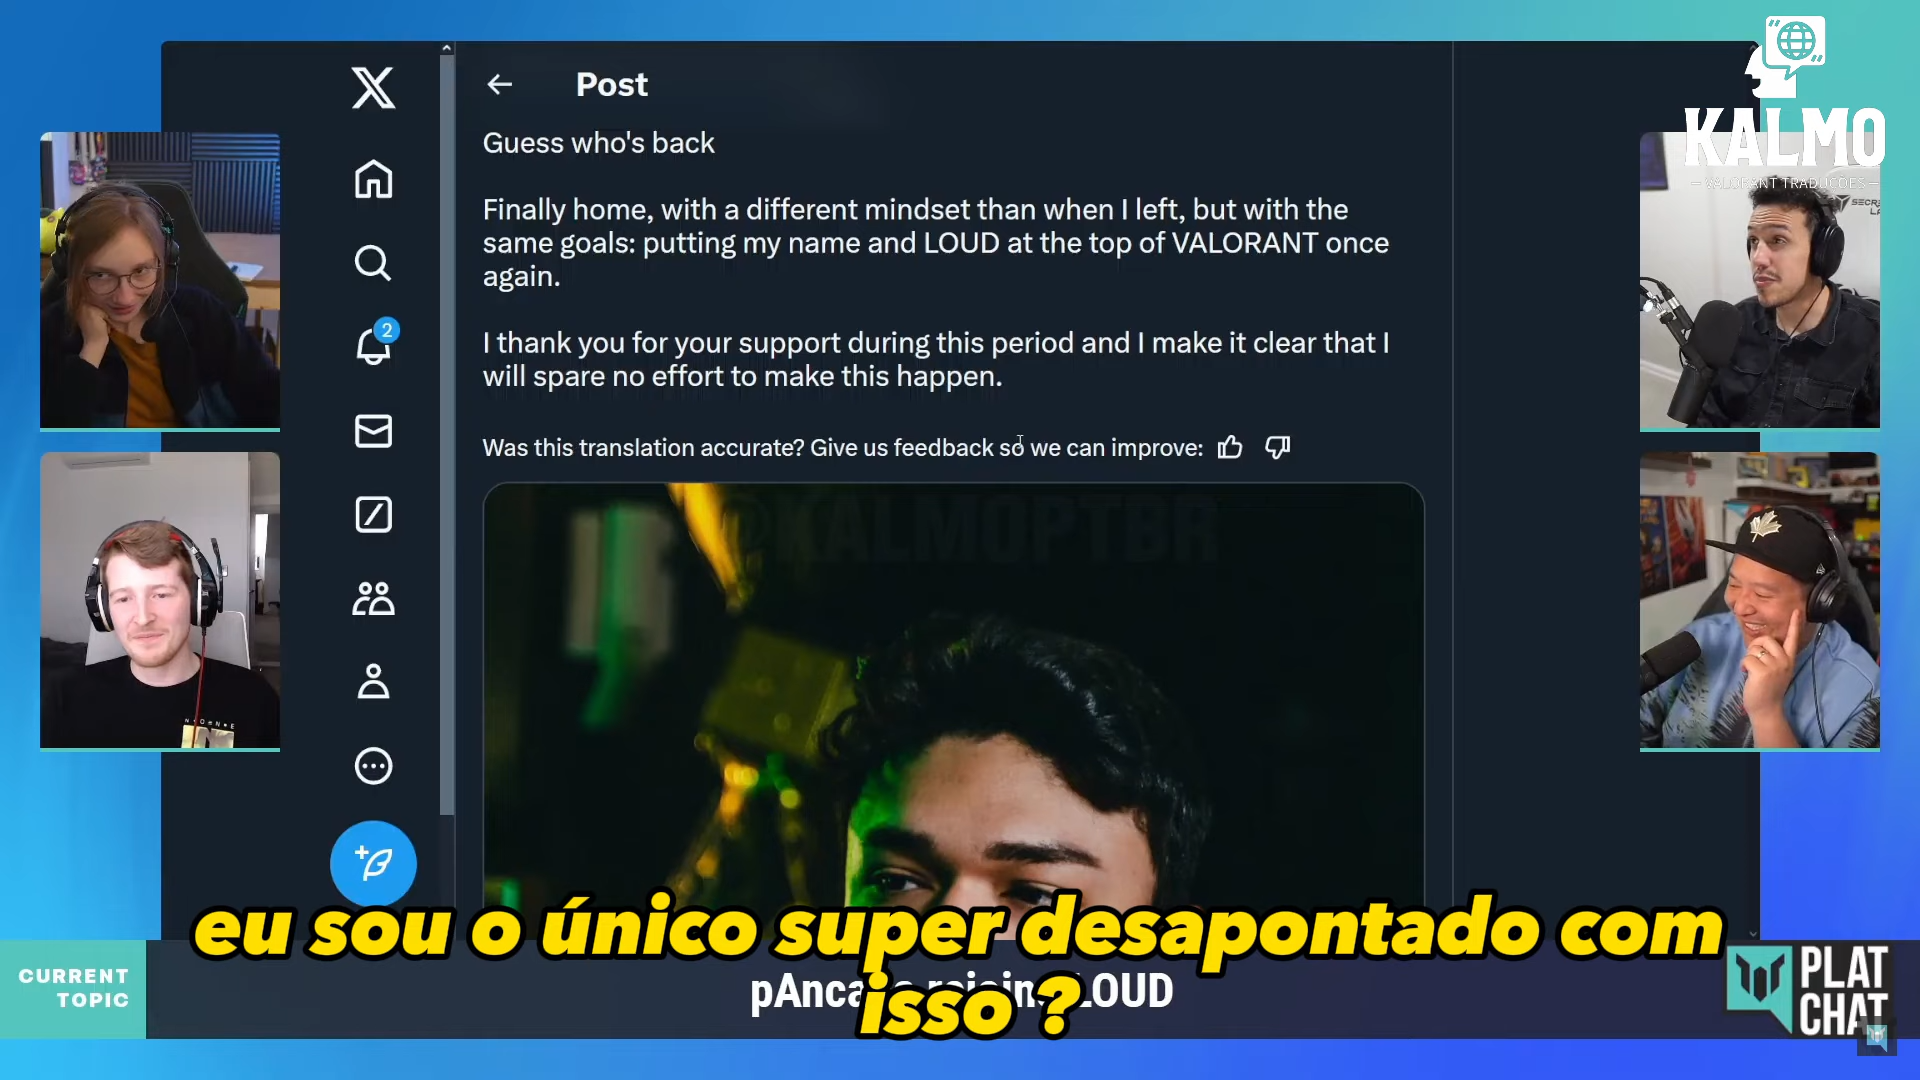 KALMO
— VALORANT TRADUÇÕES —
Post
Guess who's back
Finally home, with a different mindset than when I left, but with the
same goals: putting my name and LOUD at the top of VALORANT once
again.
I thank you for your support during this period and I make it clear that I
will spare no effort to make this happen.
Was this translation accurate? Give us feedback so we can improve:
2
@KALMOPTBR
eu sou o único super desapontado com
isso ?
CURRENT
TOPIC
LOUD
PLAT
CHAT